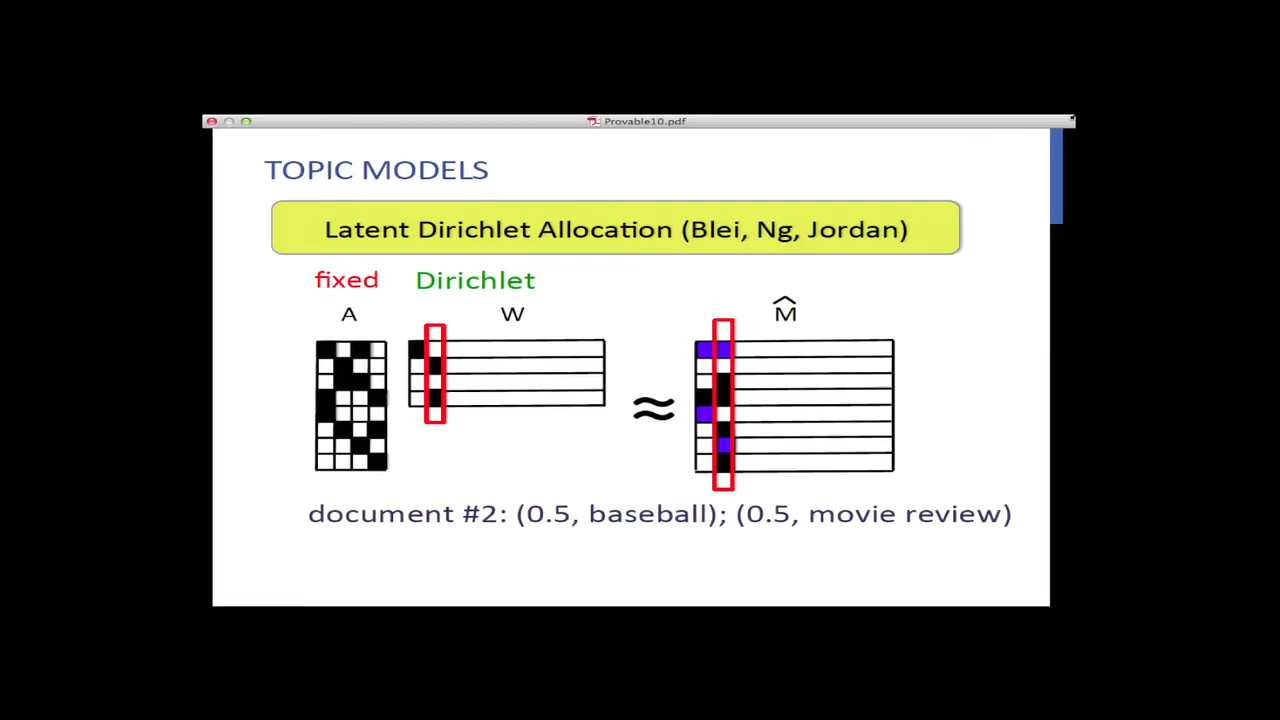 Provable10.pdf
TOPIC MODELS
Latent Dirichlet Allocation (Blei, Ng, Jordan)
fixed Dirichlet
A W M̂
≈
document #2: (0.5, baseball); (0.5, movie review)